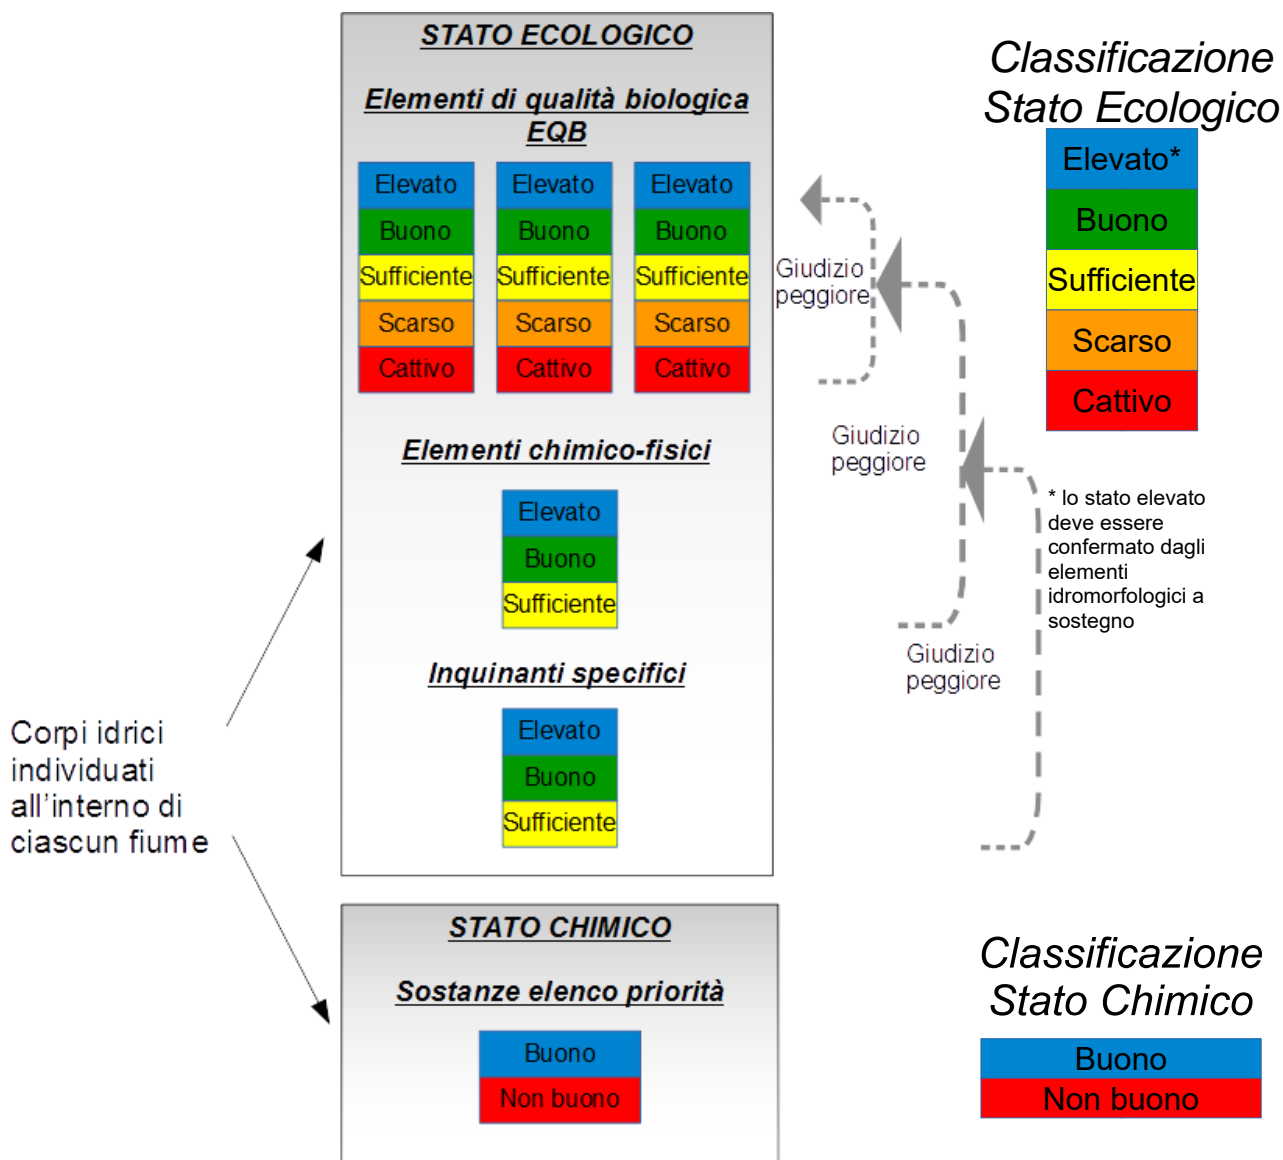 STATO ECOLOGICO
Elementi di qualità biologica
EQB
Elevato Elevato Elevato
Buono Buono Buono
Sufficiente Sufficiente Sufficiente
Scarso Scarso Scarso
Cattivo Cattivo Cattivo
Elementi chimico-fisici
Elevato
Buono
Sufficiente
Inquinanti specifici
Elevato
Buono
Sufficiente
Giudizio
peggiore
Giudizio
peggiore
Giudizio
peggiore
Classificazione
Stato Ecologico
Elevato*
Buono
Sufficiente
Scarso
Cattivo
* lo stato elevato
deve essere
confermato dagli
elementi
idromorfologici a
sostegno
Corpi idrici
individuati
all'interno di
ciascun fiume
STATO CHIMICO
Sostanze elenco priorità
Buono
Non buono
Classificazione
Stato Chimico
Buono
Non buono